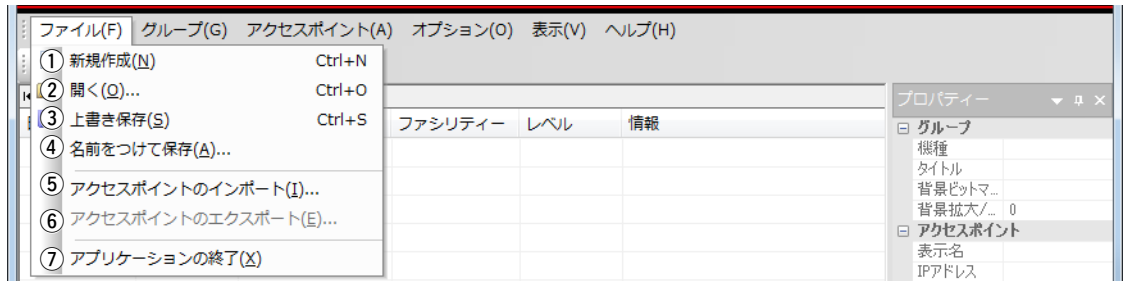 ファイル(F) グループ(G) アクセスポイント(A) オプション(O) 表示(V) ヘルプ(H)
① 新規作成(N) Ctrl+N
② 開く(O)... Ctrl+O
③ 上書き保存(S) Ctrl+S
④ 名前をつけて保存(A)...
⑤ アクセスポイントのインポート(I)...
⑥ アクセスポイントのエクスポート(E)...
⑦ アプリケーションの終了(X)
ファシリティー レベル 情報
プロパティー
グループ
機種
タイトル
背景ビットマ...
背景拡大/... 0
アクセスポイント
表示名
IPアドレス